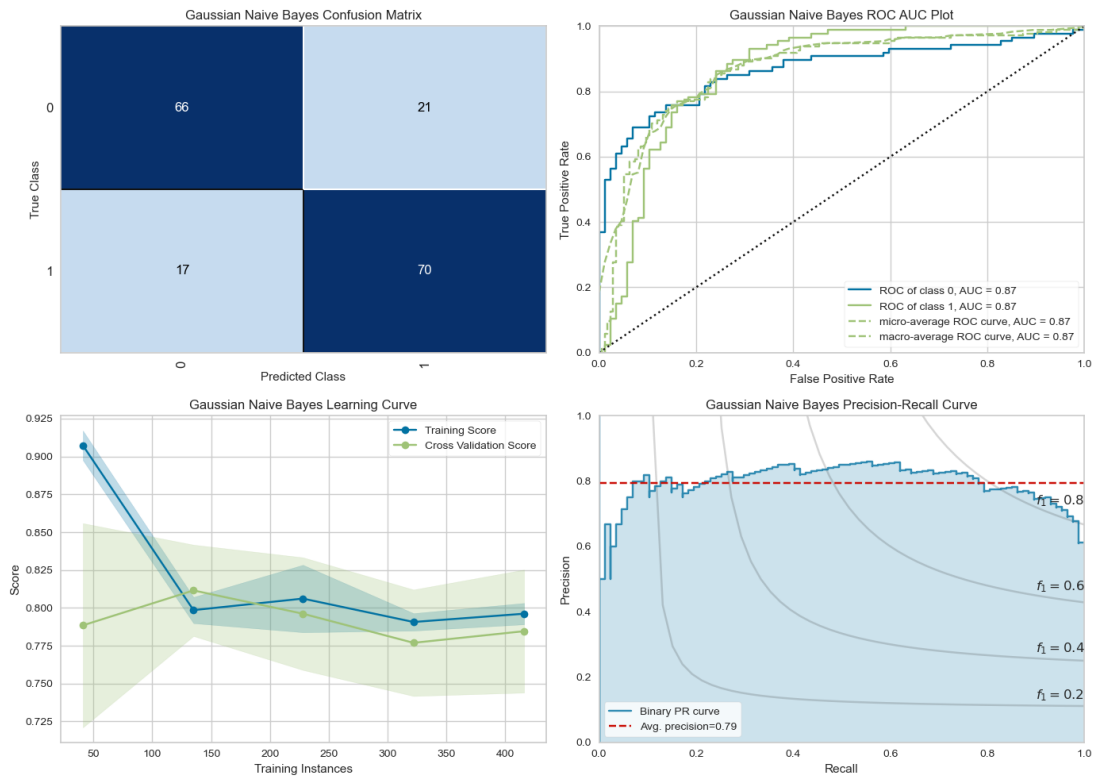 Gaussian Naive Bayes Confusion Matrix
0
66
21
True Class
1
17
70
0
1
Predicted Class
Gaussian Naive Bayes ROC AUC Plot
1.0
0.8
0.6
0.4
0.2
0.0
True Positive Rate
ROC of class 0, AUC = 0.87
ROC of class 1, AUC = 0.87
micro-average ROC curve, AUC = 0.87
macro-average ROC curve, AUC = 0.87
0.0
0.2
0.4
0.6
0.8
1.0
False Positive Rate
Gaussian Naive Bayes Learning Curve
0.925
0.900
0.875
0.850
0.825
0.800
0.775
0.750
0.725
Score
Training Score
Cross Validation Score
50
100
150
200
250
300
350
400
Training Instances
Gaussian Naive Bayes Precision-Recall Curve
1.0
0.8
0.6
0.4
0.2
0.0
Precision
f₁ = 0.8
f₁ = 0.6
f₁ = 0.4
f₁ = 0.2
Binary PR curve
Avg. precision=0.79
0.0
0.2
0.4
0.6
0.8
1.0
Recall